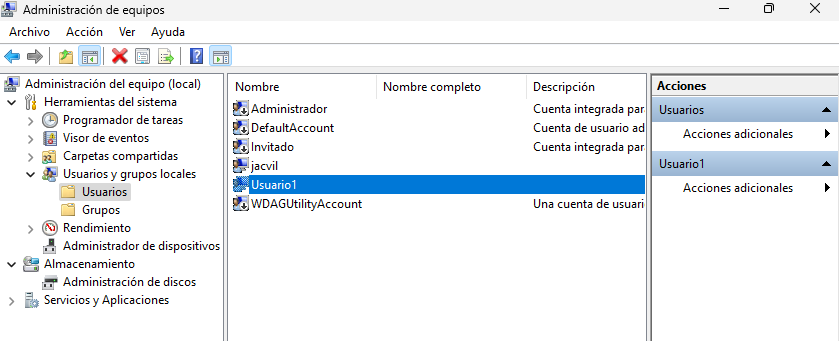 Administración de equipos
Archivo Acción Ver Ayuda
Administración del equipo (local)
Herramientas del sistema
Programador de tareas
Visor de eventos
Carpetas compartidas
Usuarios y grupos locales
Usuarios
Grupos
Rendimiento
Administrador de dispositivos
Almacenamiento
Administración de discos
Servicios y Aplicaciones
Nombre Nombre completo Descripción
Administrador Cuenta integrada par
DefaultAccount Cuenta de usuario ad
Invitado Cuenta integrada par
jacvil
Usuario1
WDAGUtilityAccount Una cuenta de usuari
Acciones
Usuarios
Acciones adicionales
Usuario1
Acciones adicionales